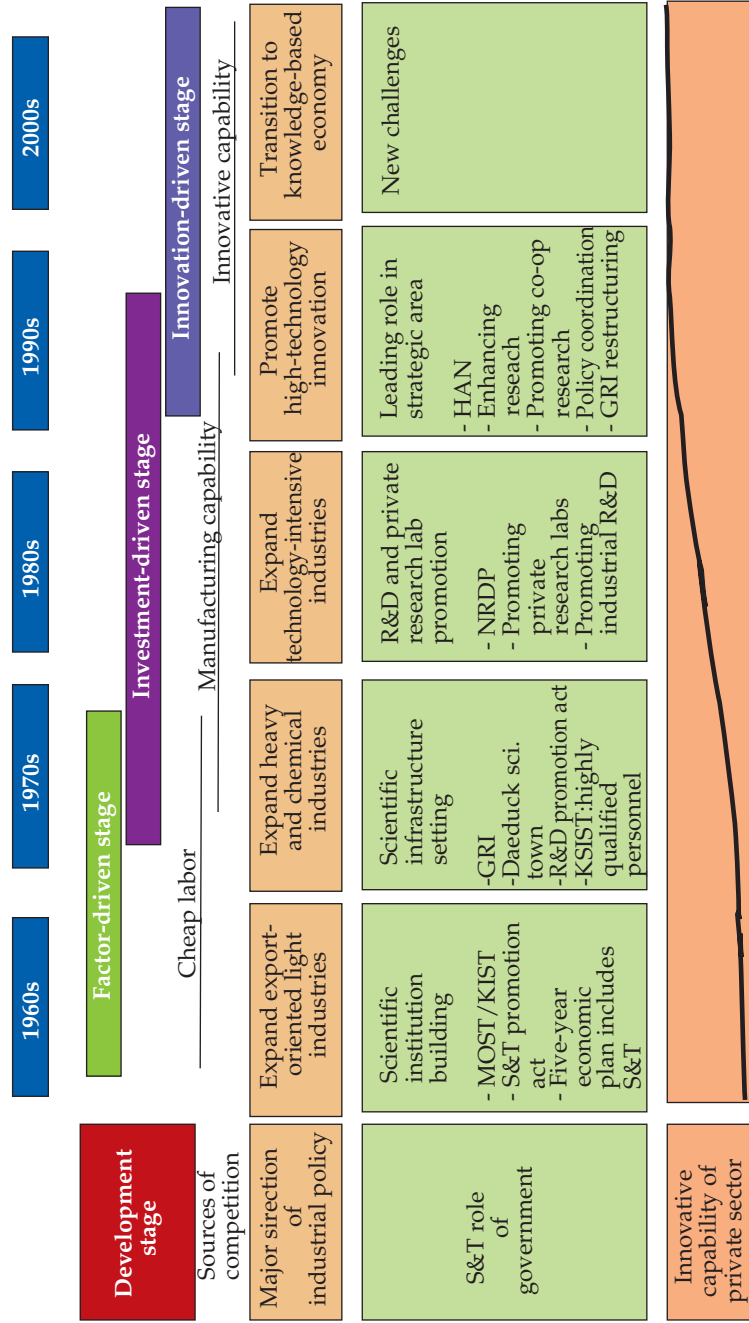 1960s
1970s
1980s
1990s
2000s
Development
stage
Factor-driven stage
Investment-driven stage
Innovation-driven stage
Sources of
competition
Cheap labor
Manufacturing capability
Innovative capability
Major sirection
of
industrial policy
Expand export-
oriented light
industries
Expand heavy
and chemical
industries
Expand
technology-intensive
industries
Promote
high-technology
innovation
Transition to
knowledge-based
economy
S&T role
of
government
Scientific
institution
building
- MOST/KIST
- S&T promotion
act
- Five-year
economic
plan includes
S&T
Scientific
infrastructure
setting
-GRI
-Daeduck sci.
town
-R&D promotion act
-KSIST:highly
qualified
personnel
R&D and private
research lab
promotion
- NRDP
- Promoting
private
research labs
- Promoting
industrial R&D
Leading role in
strategic area
- HAN
- Enhancing
reseach
- Promoting co-op
research
- Policy coordination
- GRI restructuring
New challenges
Innovative
capability of
private sector